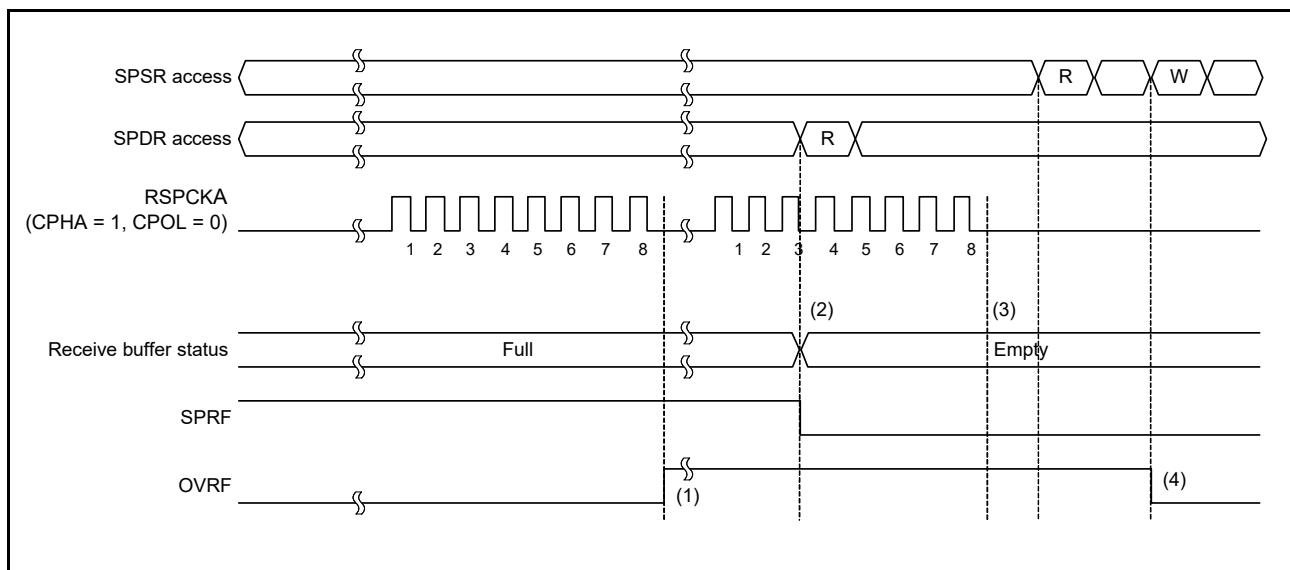 SPSR access
R
W
SPDR access
R
RSPCKA
(CPHA = 1, CPOL = 0)
1 2 3 4 5 6 7 8 1 2 3 4 5 6 7 8
(2) (3)
Receive buffer status Full Empty
SPRF
OVRF
(1) (4)